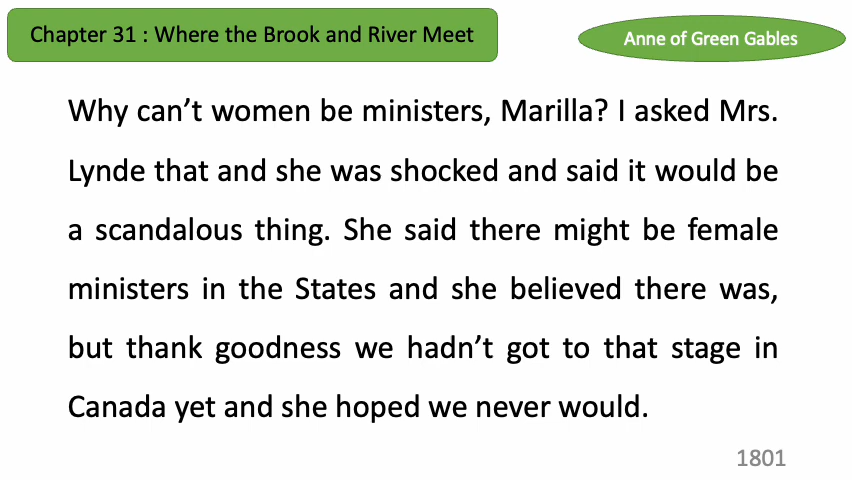 Chapter 31 : Where the Brook and River Meet
Anne of Green Gables
Why can’t women be ministers, Marilla? I asked Mrs.
Lynde that and she was shocked and said it would be
a scandalous thing. She said there might be female
ministers in the States and she believed there was,
but thank goodness we hadn’t got to that stage in
Canada yet and she hoped we never would.
1801